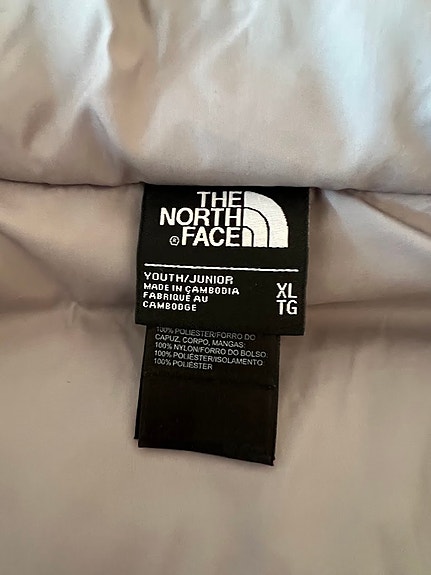 THE
NORTH
FACE
®
YOUTH/JUNIOR
MADE IN CAMBODIA
FABRIQUÉ AU
CAMBODGE
XL
TG
100% POLIÉSTER/FORRO DO
CAPUZ, CORPO, MANGAS:
100% NYLON/FORRO DO BOLSO:
100% POLIÉSTER/ISOLAMENTO
100% POLIÉSTER